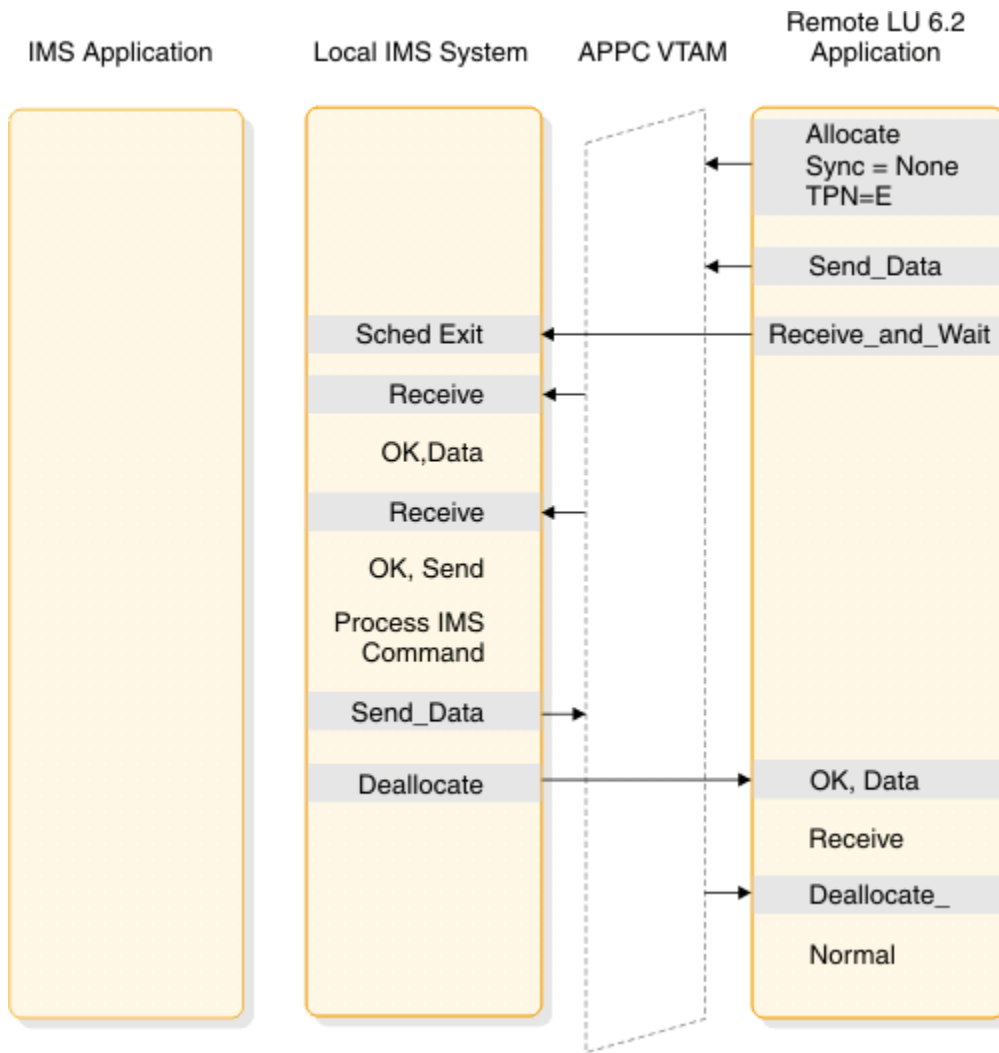 IMS Application
Local IMS System
APPC VTAM
Remote LU 6.2
Application
Allocate
Sync = None
TPN=E
Send_Data
Sched Exit
Receive_and_Wait
Receive
OK,Data
Receive
OK, Send
Process IMS
Command
Send_Data
Deallocate
OK, Data
Receive
Deallocate_
Normal